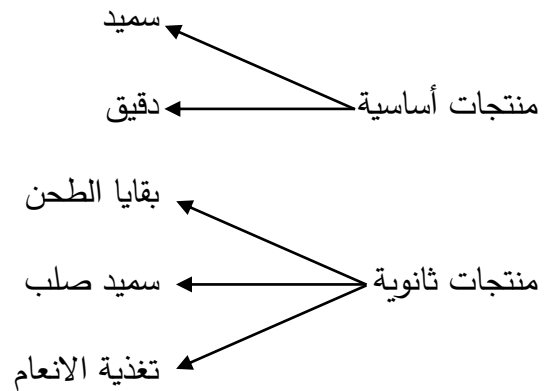 سميد
منتجات أساسية
دقيق
بقايا الطحن
منتجات ثانوية
سميد صلب
تغذية الانعام